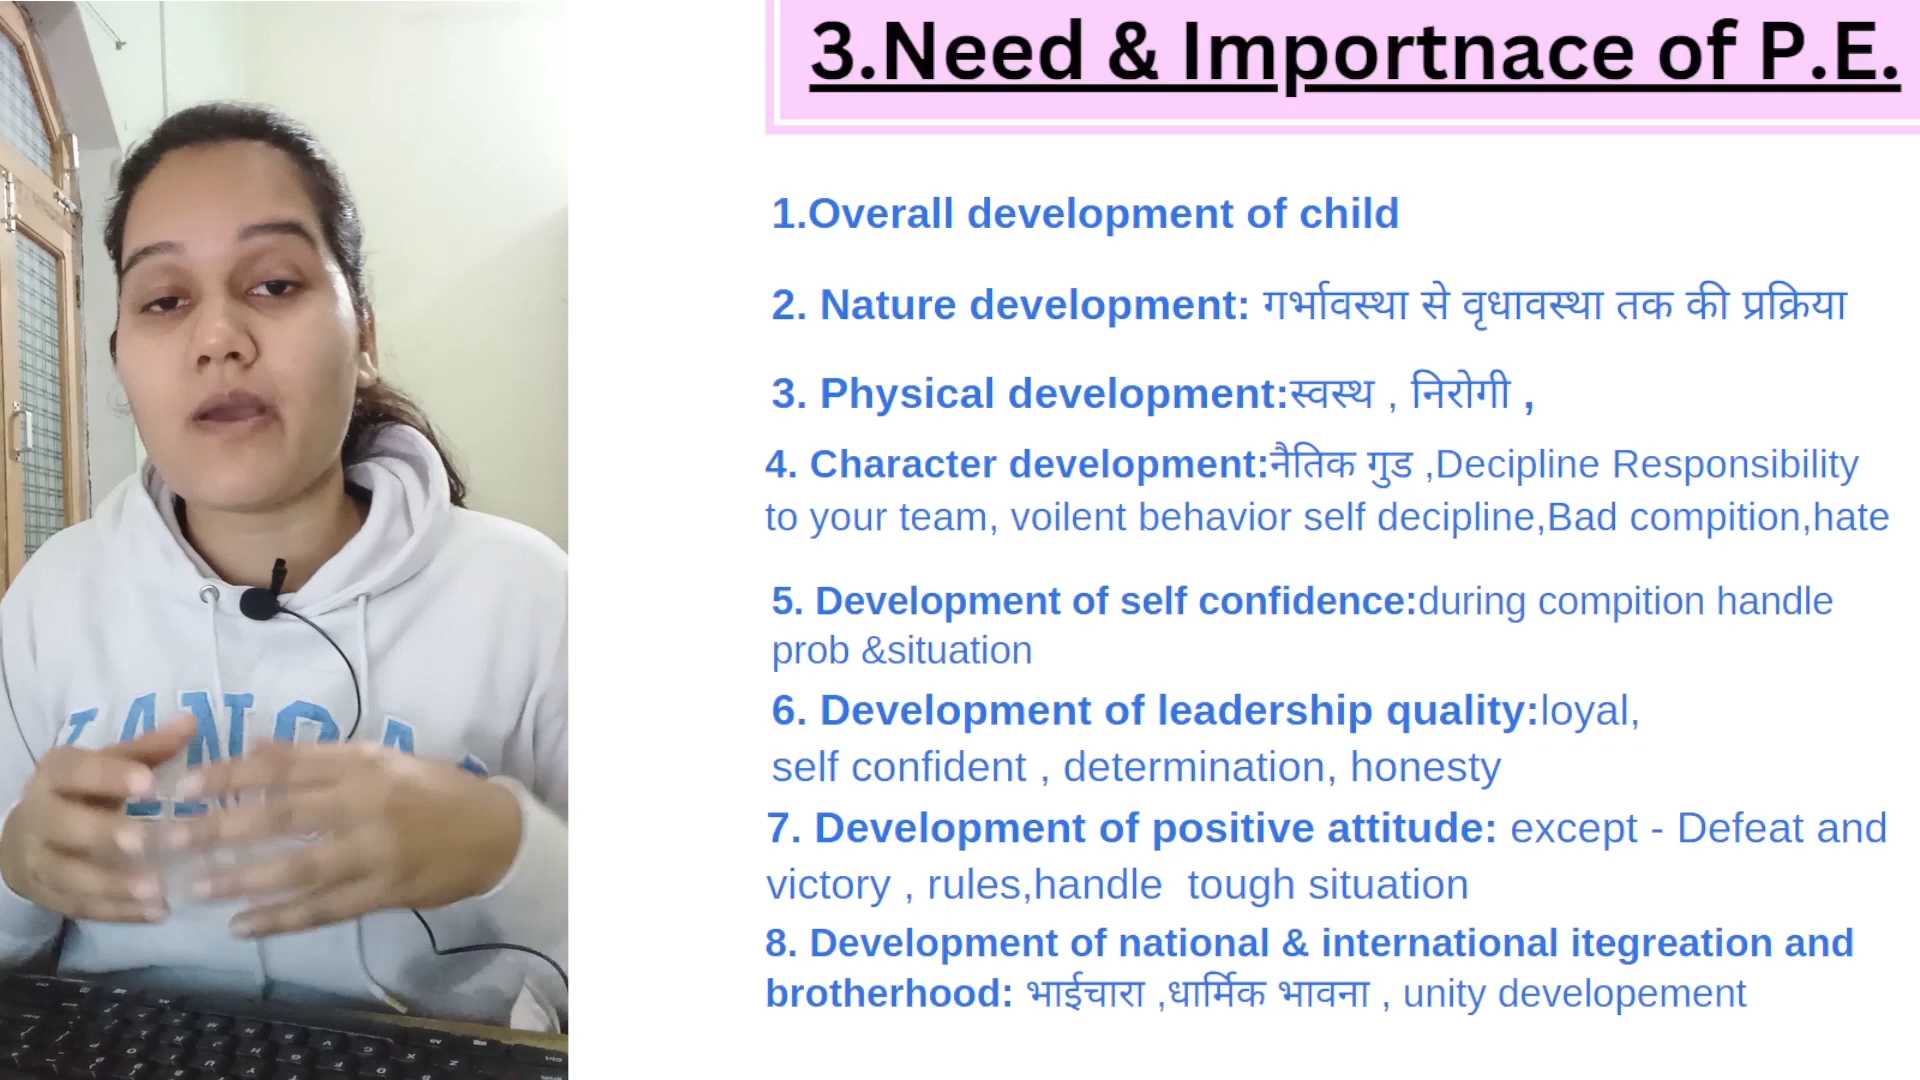 3.Need & Importnace of P.E.
1.Overall development of child
2. Nature development: गर्भावस्था से वृधावस्था तक की प्रक्रिया
3. Physical development:स्वस्थ , निरोगी ,
4. Character development:नैतिक गुड ,Decipline Responsibility
to your team, voilent behavior self decipline,Bad compition,hate
5. Development of self confidence:during compition handle
prob &situation
6. Development of leadership quality:loyal,
self confident , determination, honesty
7. Development of positive attitude: except - Defeat and
victory , rules,handle  tough situation
8. Development of national & international itegreation and
brotherhood: भाईचारा ,धार्मिक भावना , unity developement